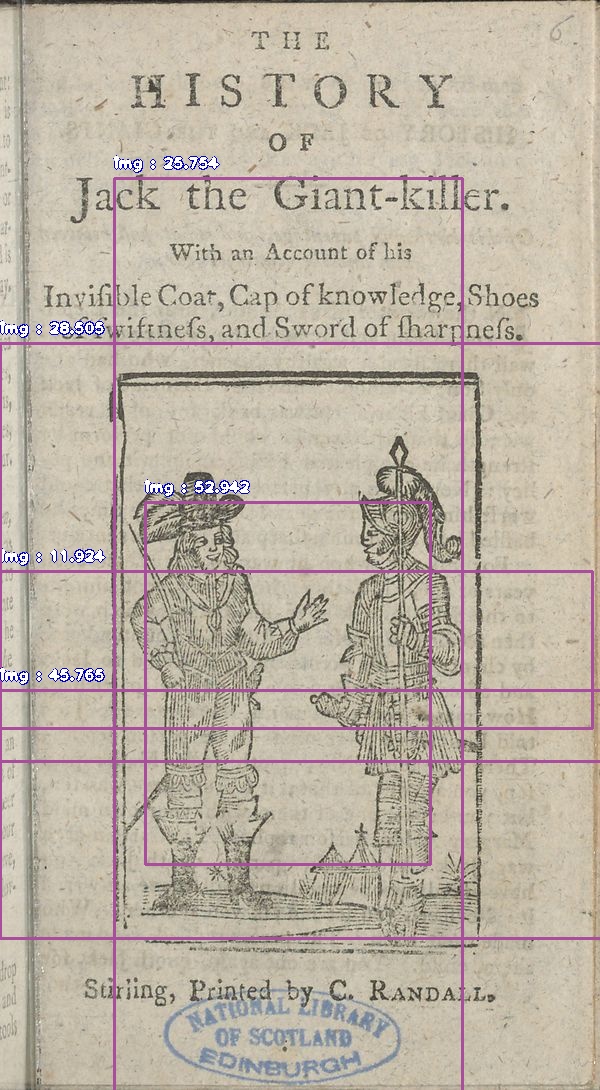 6
THE
HISTORY
OF
Jack the Giant-killer.
With an Account of his
Inviſible Coat, Cap of knowledge, Shoes
of ſwiftneſs, and Sword of ſharpneſs.
Stirling, Printed by C. RANDALL.
NATIONAL LIBRARY
OF SCOTLAND
EDINBURGH
img : 25.754
img : 28.505
img : 52.942
img : 11.924
img : 45.765